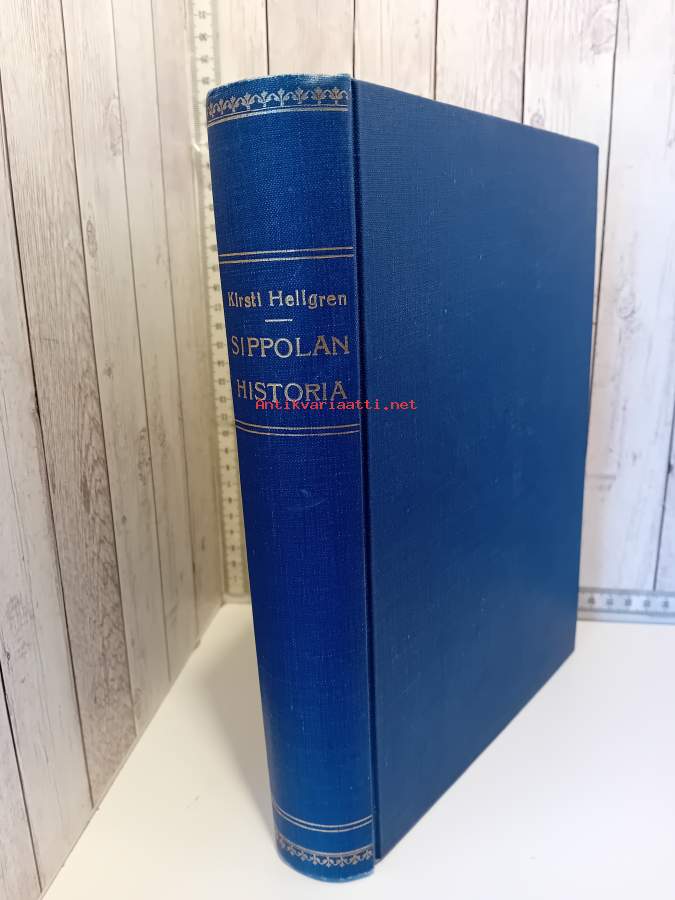 Kirsti Hellgren
SIPPOLAN
HISTORIA
Antikvariaatti.net